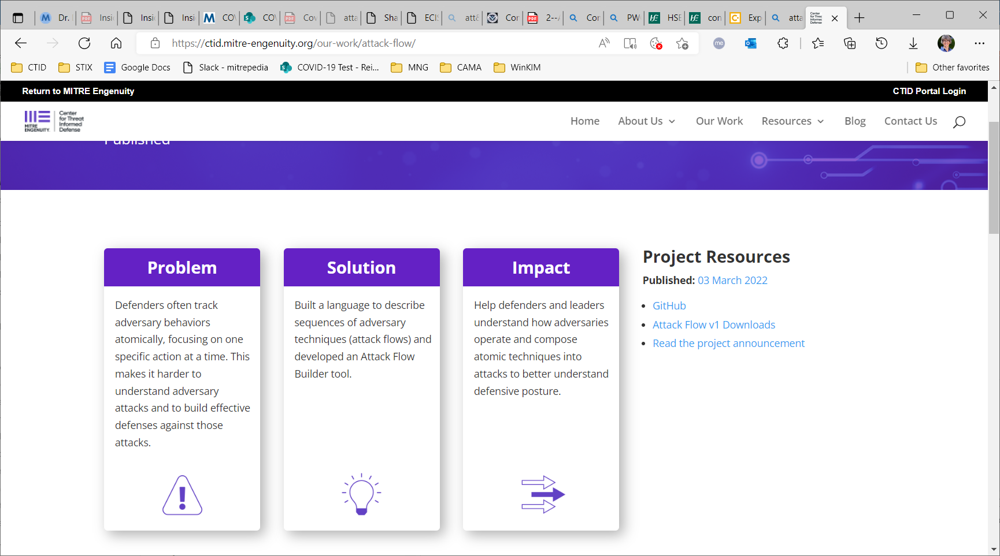 Dr.
Insi
Insi
Insi
COV
COV
Cov
atta
Sha
ECIS
att&
Cor
2--A
Cor
PW
HSE
con
Exp
atta
https://ctid.mitre-engenuity.org/our-work/attack-flow/
CTID STIX Google Docs Slack - mitrepedia COVID-19 Test - Rei... MNG CAMA WinKIM Other favorites
Return to MITRE Engenuity CTID Portal Login
MITRE ENGENUITY.
Center
for Threat
Informed
Defense
Home About Us Our Work Resources Blog Contact Us
Published
Problem
Defenders often track
adversary behaviors
atomically, focusing on one
specific action at a time. This
makes it harder to
understand adversary
attacks and to build effective
defenses against those
attacks.
Solution
Built a language to describe
sequences of adversary
techniques (attack flows) and
developed an Attack Flow
Builder tool.
Impact
Help defenders and leaders
understand how adversaries
operate and compose
atomic techniques into
attacks to better understand
defensive posture.
Project Resources
Published: 03 March 2022
GitHub
Attack Flow v1 Downloads
Read the project announcement